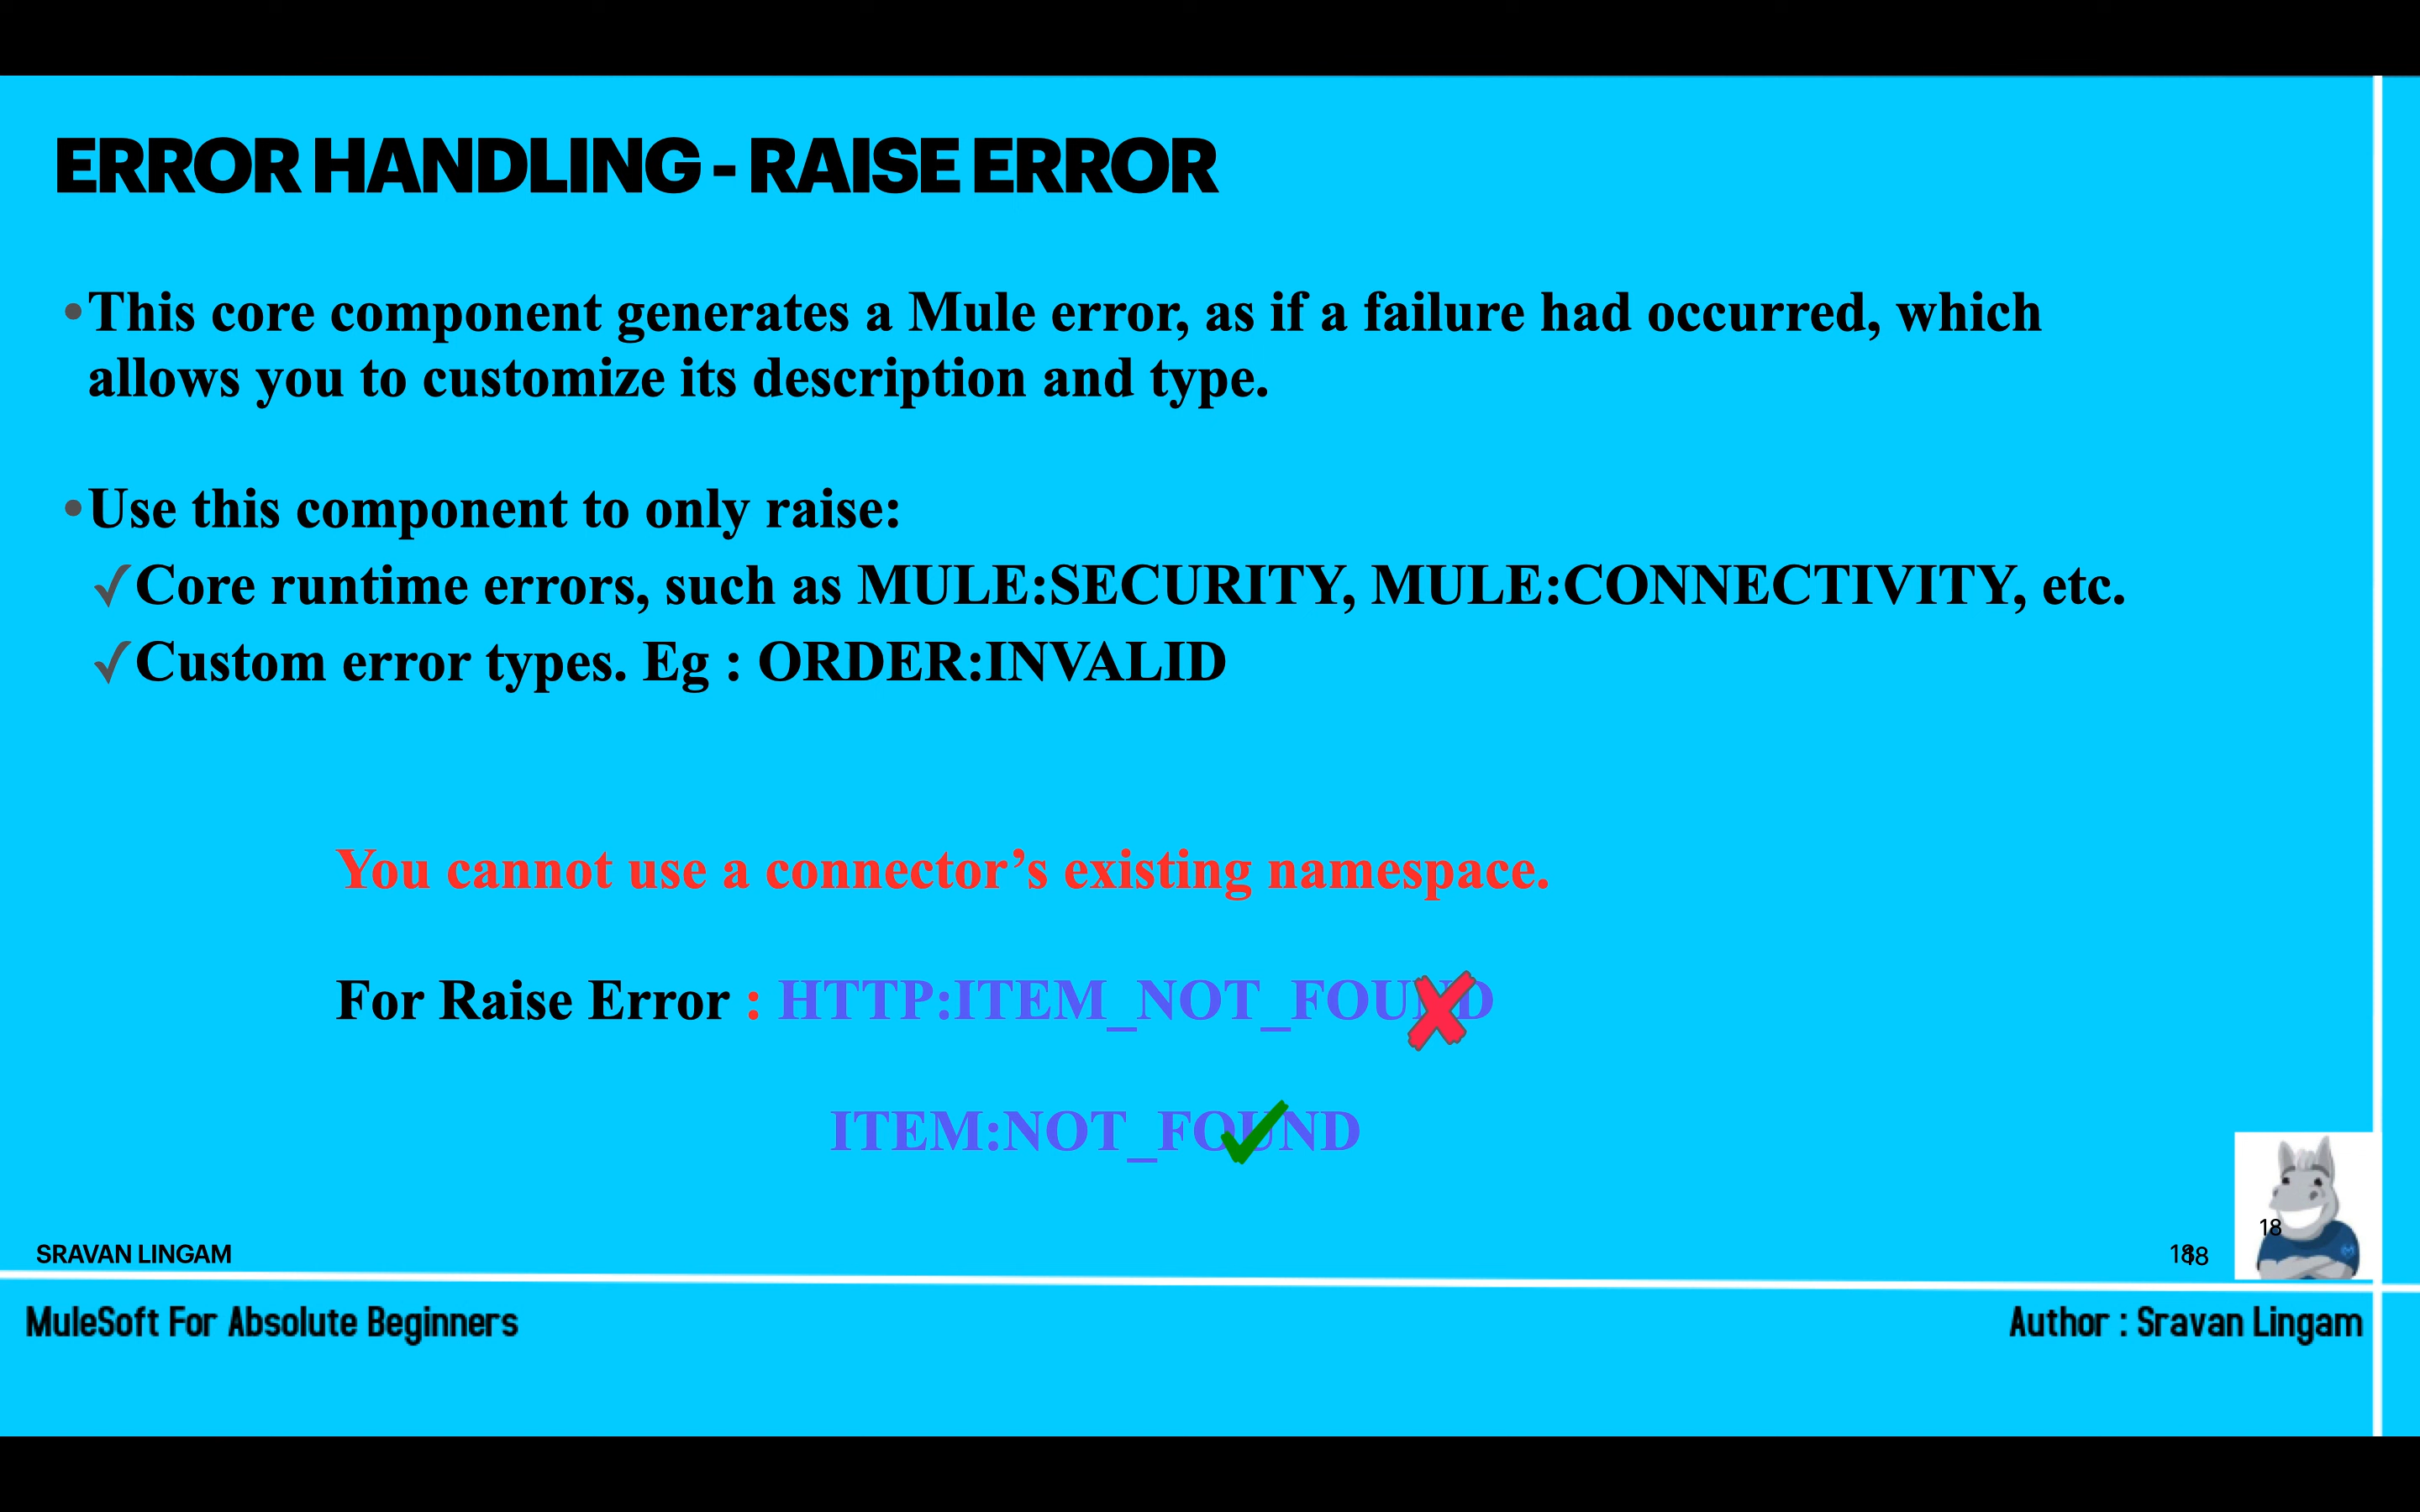 ERROR HANDLING - RAISE ERROR
•This core component generates a Mule error, as if a failure had occurred, which
allows you to customize its description and type.
•Use this component to only raise:
✓Core runtime errors, such as MULE:SECURITY, MULE:CONNECTIVITY, etc.
✓Custom error types. Eg : ORDER:INVALID
You cannot use a connector’s existing namespace.
For Raise Error : HTTP:ITEM_NOT_FOUND
ITEM:NOT_FOUND
18
SRAVAN LINGAM
18 18
MuleSoft For Absolute Beginners
Author : Sravan Lingam